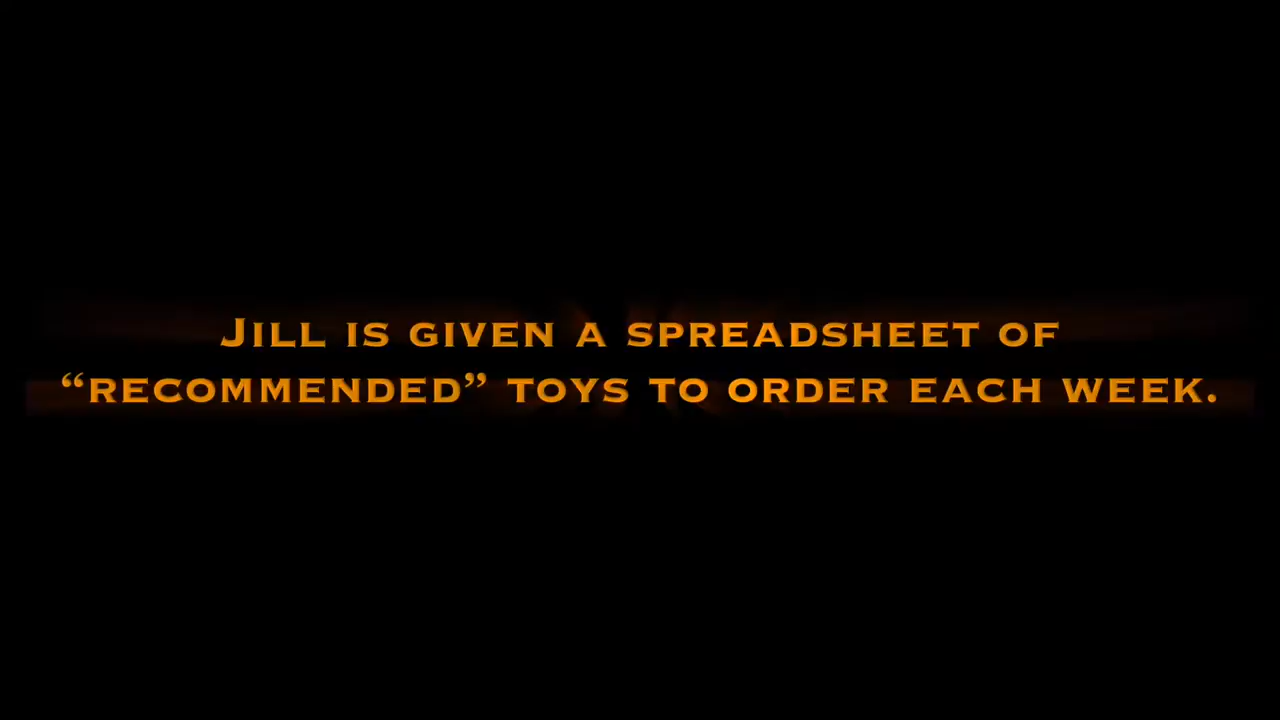 Jill is given a spreadsheet of
“recommended” toys to order each week.